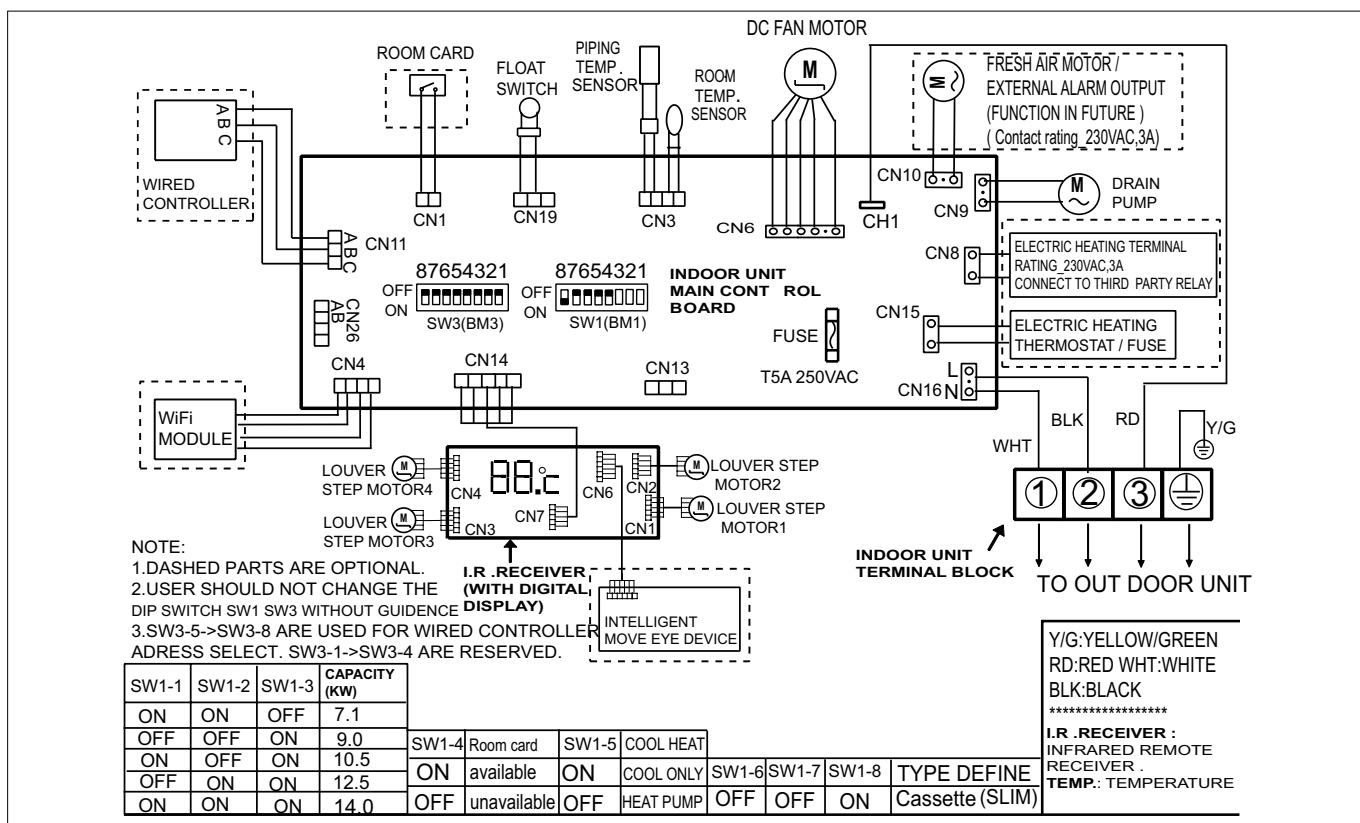 DC FAN MOTOR
ROOM CARD
FLOAT
SWITCH
PIPING
TEMP.
SENSOR
ROOM
TEMP.
SENSOR
M
M
FRESH AIR MOTOR /
EXTERNAL ALARM OUTPUT
(FUNCTION IN FUTURE )
( Contact rating_230VAC,3A)
A B C
WIRED
CONTROLLER
CN1
CN19
CN3
CN6
CH1
CN10
CN9
M
DRAIN
PUMP
A B C
CN11
CN8
ELECTRIC HEATING TERMINAL
RATING_230VAC,3A
CONNECT TO THIRD PARTY RELAY
87654321
OFF
ON
SW3(BM3)
87654321
OFF
ON
SW1(BM1)
INDOOR UNIT
MAIN CONT ROL
BOARD
AB
CN26
CN15
ELECTRIC HEATING
THERMOSTAT / FUSE
FUSE
T5A 250VAC
CN4
CN14
CN13
CN16
L
N
WiFi
MODULE
WHT
BLK
RD
Y/G
LOUVER
STEP MOTOR4
M
CN4
88.°c
CN6
CN2
M
LOUVER STEP
MOTOR2
LOUVER
STEP MOTOR3
M
CN3
CN7
CN1
M
LOUVER STEP
MOTOR1
1
2
3
INDOOR UNIT
TERMINAL BLOCK
TO OUT DOOR UNIT
I.R .RECEIVER
(WITH DIGITAL
DISPLAY)
INTELLIGENT
MOVE EYE DEVICE
NOTE:
1.DASHED PARTS ARE OPTIONAL.
2.USER SHOULD NOT CHANGE THE
DIP SWITCH SW1 SW3 WITHOUT GUIDENCE
3.SW3-5->SW3-8 ARE USED FOR WIRED CONTROLLER
ADRESS SELECT. SW3-1->SW3-4 ARE RESERVED.
SW1-1 SW1-2 SW1-3 CAPACITY (KW)
ON ON OFF 7.1
OFF OFF ON 9.0
ON OFF ON 10.5
OFF ON ON 12.5
ON ON ON 14.0
SW1-4 Room card SW1-5 COOL HEAT
ON available ON COOL ONLY SW1-6 SW1-7 SW1-8 TYPE DEFINE
OFF unavailable OFF HEAT PUMP OFF OFF ON Cassette (SLIM)
Y/G:YELLOW/GREEN
RD:RED WHT:WHITE
BLK:BLACK
******************
I.R .RECEIVER :
INFRARED REMOTE
RECEIVER .
TEMP.: TEMPERATURE